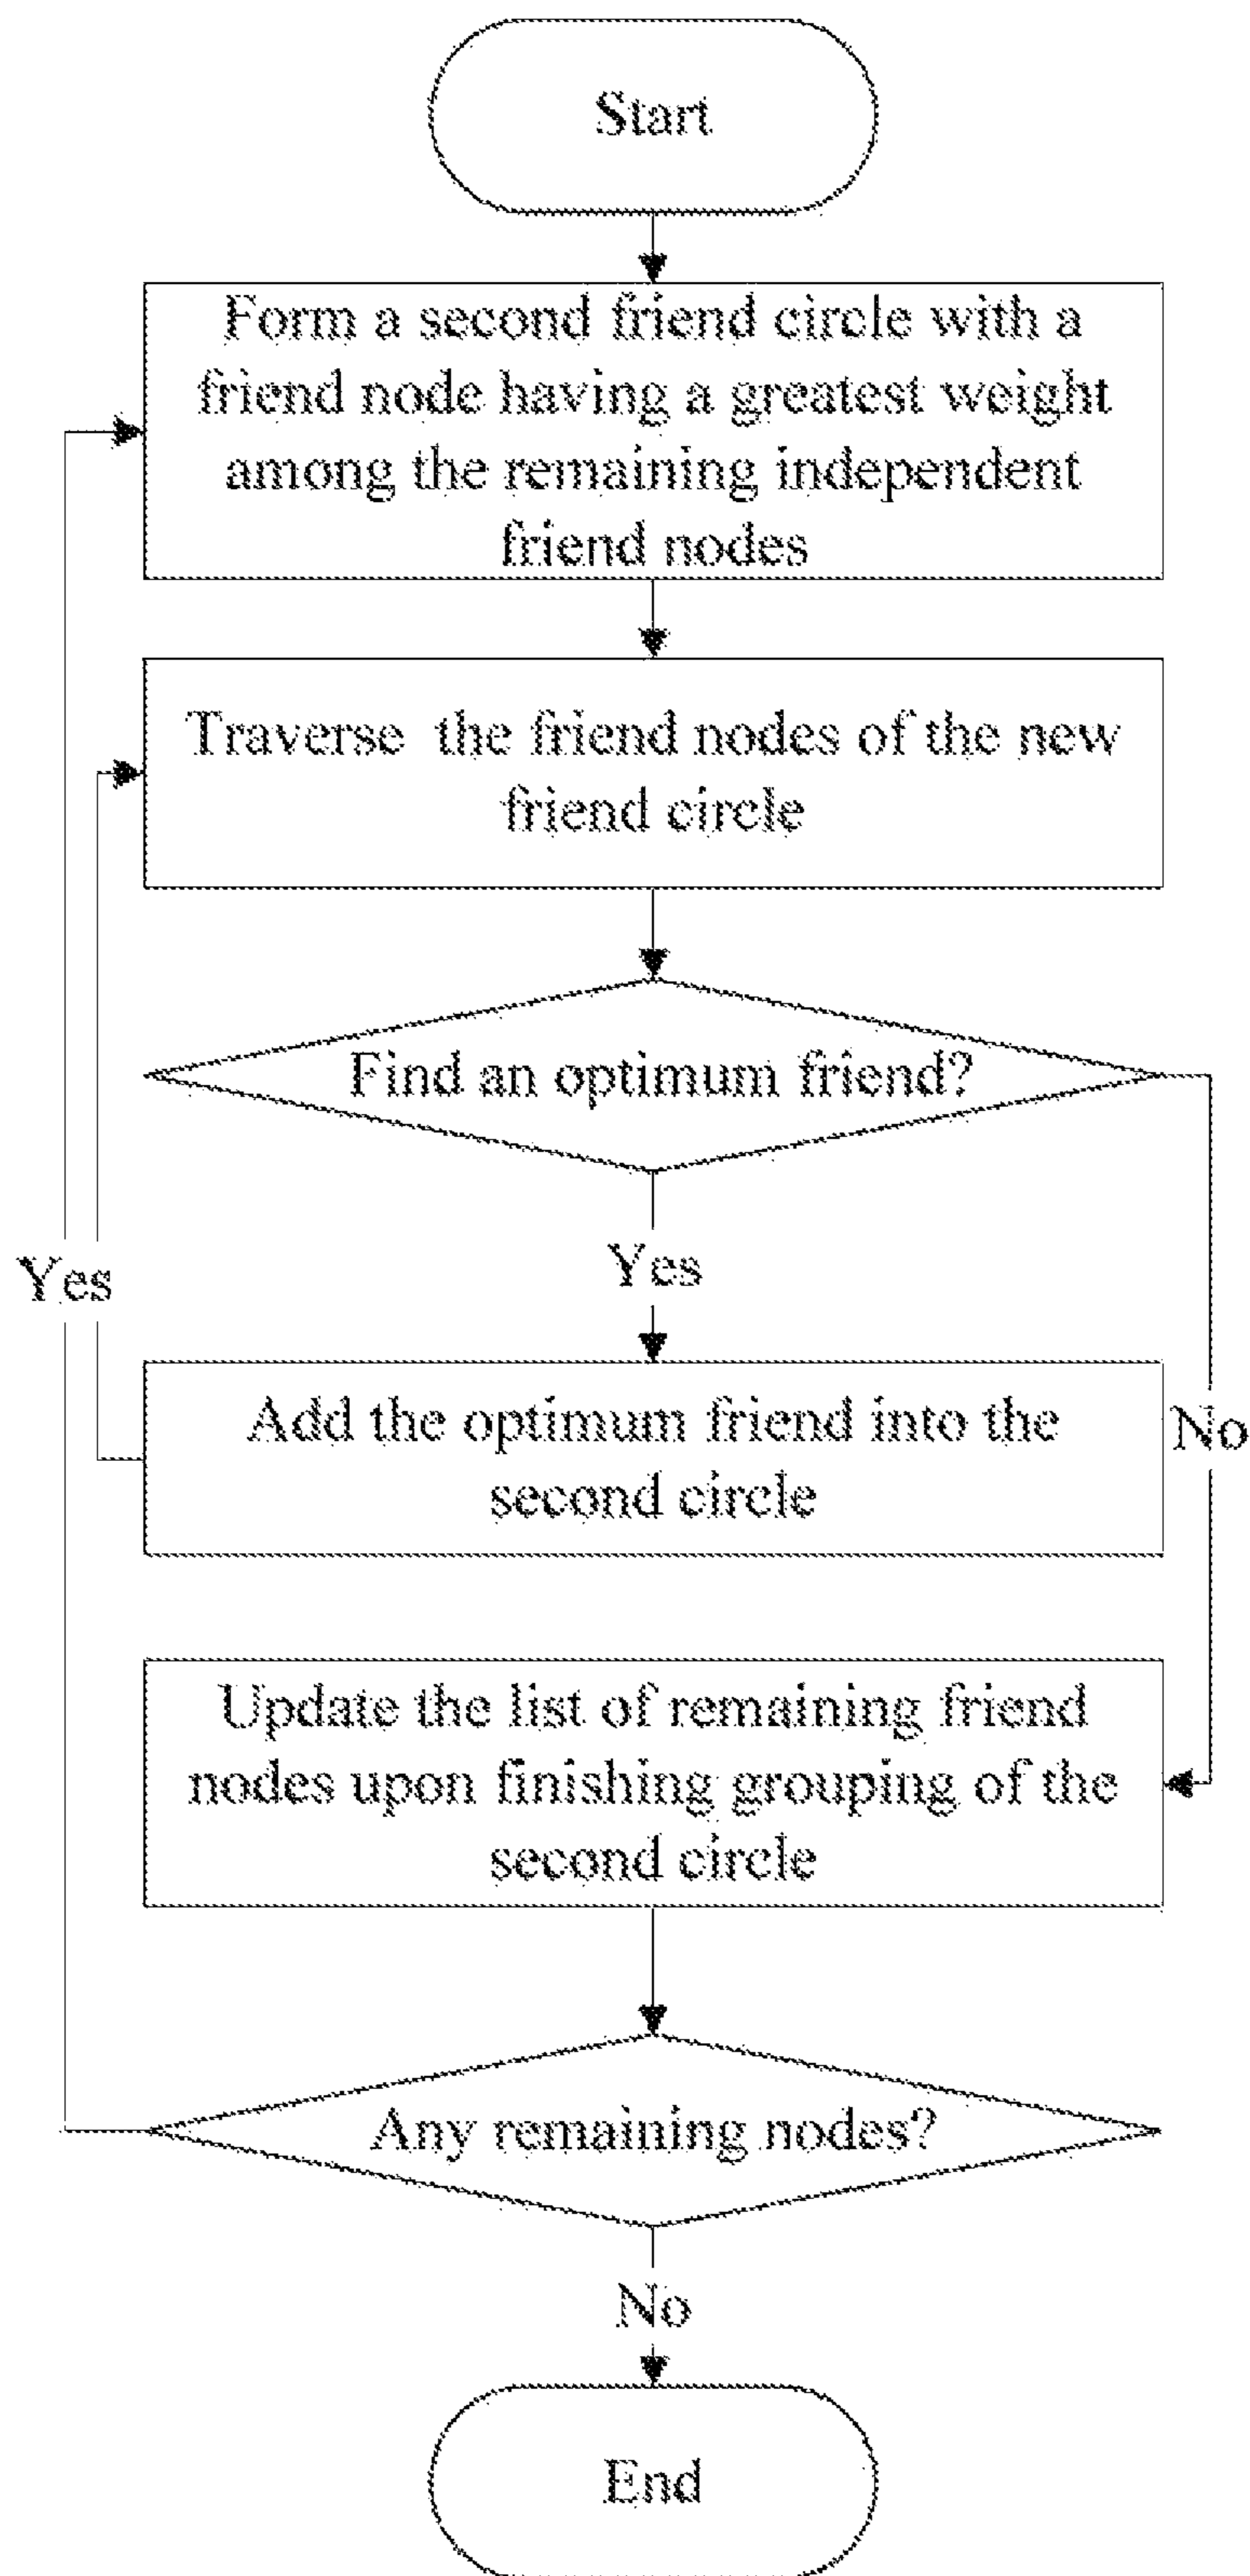 Start
Form a second friend circle with a
friend node having a greatest weight
among the remaining independent
friend nodes
Traverse the friend nodes of the new
friend circle
Find an optimum friend?
Yes
Yes
Add the optimum friend into the
second circle
No
Update the list of remaining friend
nodes upon finishing grouping of the
second circle
Any remaining nodes?
No
End